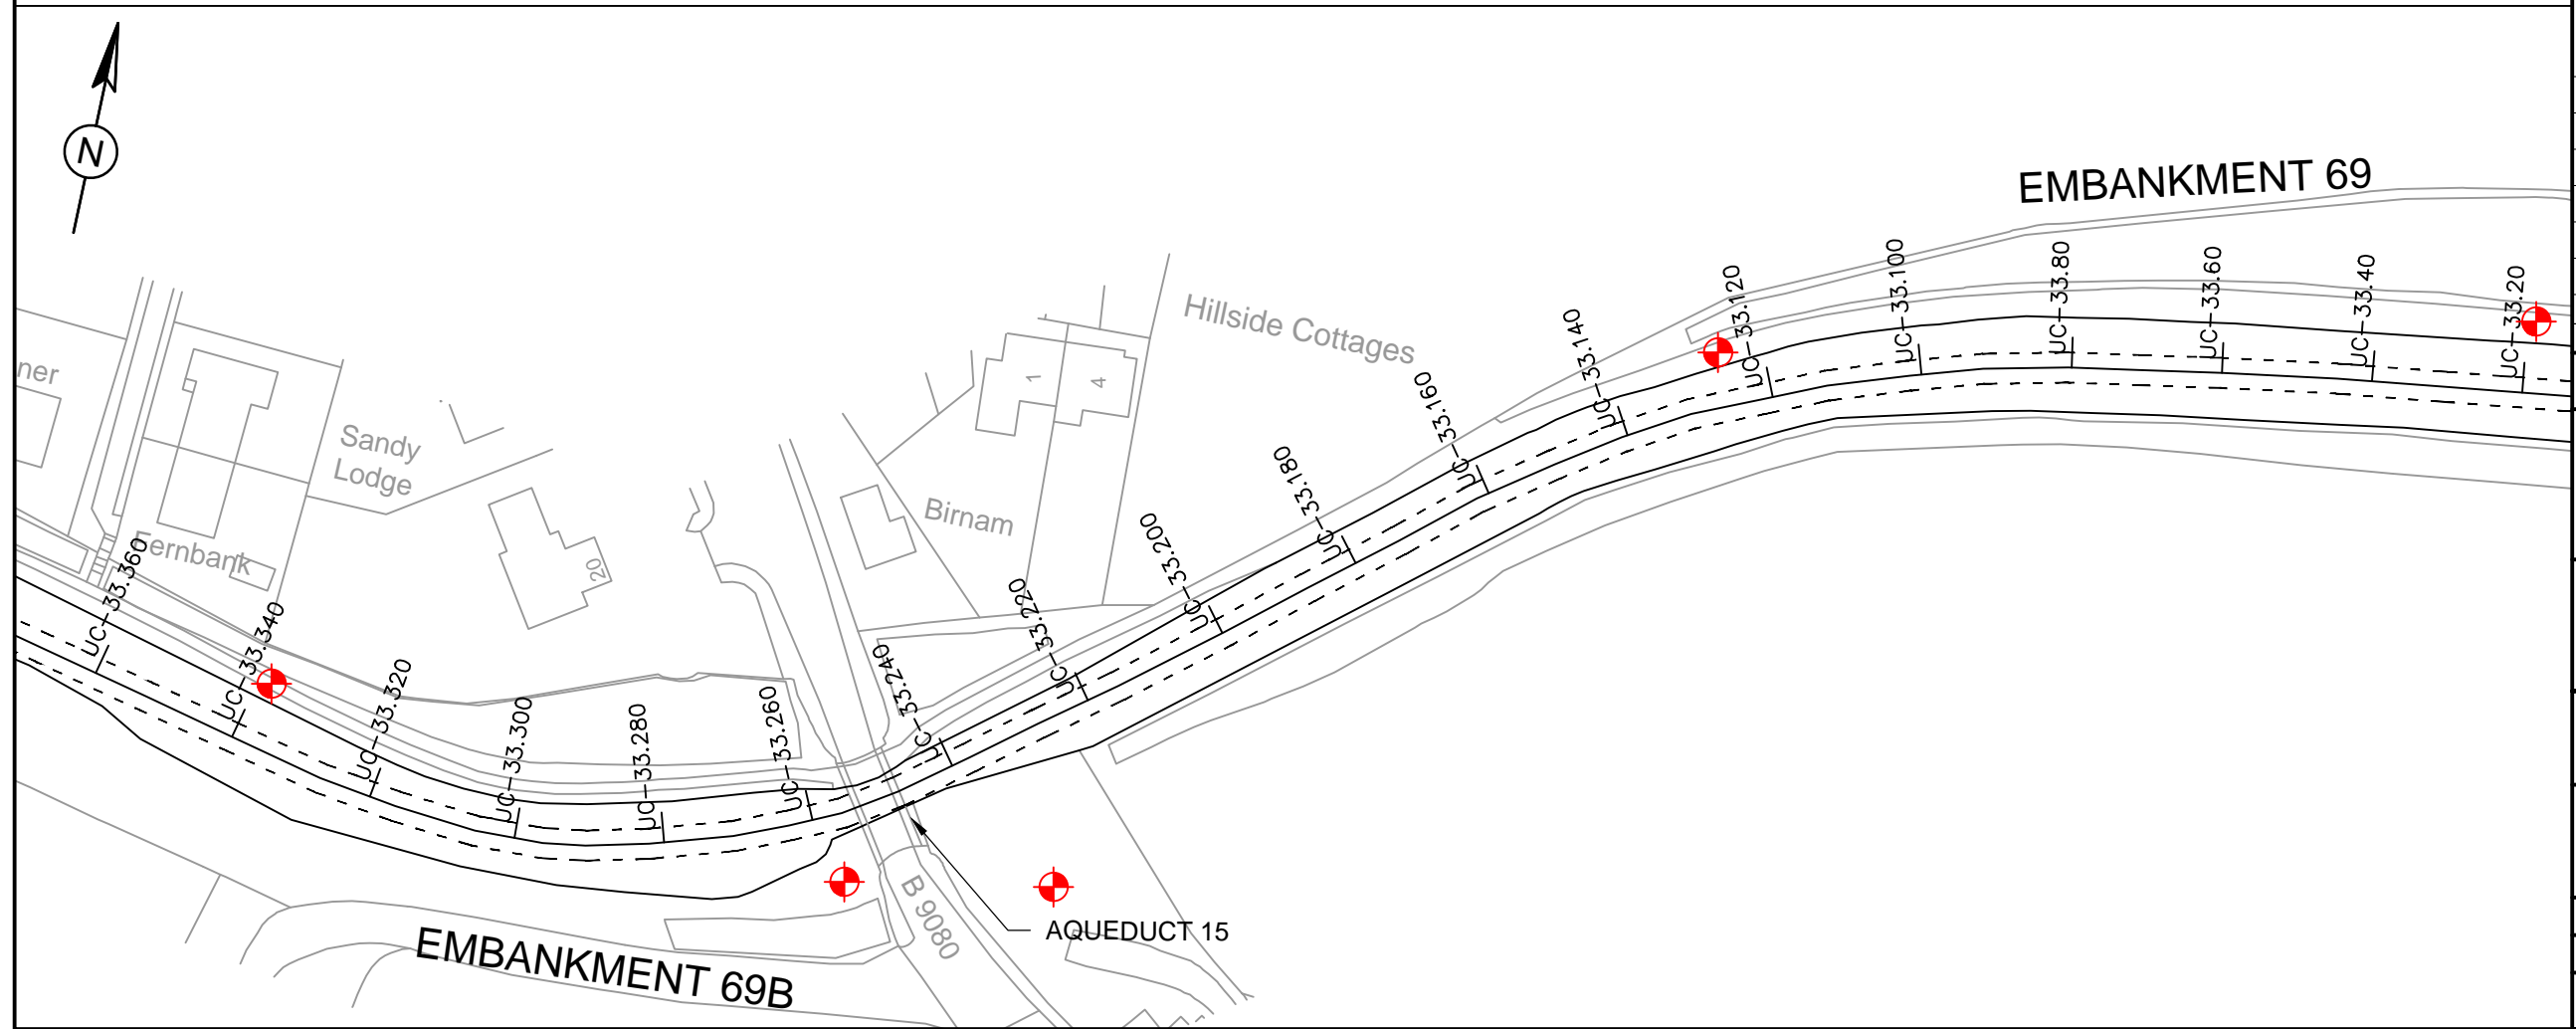 N
EMBANKMENT 69
UC-33.20
UC-33.40
UC-33.60
UC-33.80
UC-33.100
UC-33.120
UC-33.140
UC-33.160
UC-33.180
UC-33.200
UC-33.220
UC-33.240
UC-33.260
UC-33.280
UC-33.300
UC-33.320
UC-33.340
UC-33.360
Hillside Cottages
1
4
ner
Sandy
Lodge
Birnam
Fernbank
20
B 9080
AQUEDUCT 15
EMBANKMENT 69B